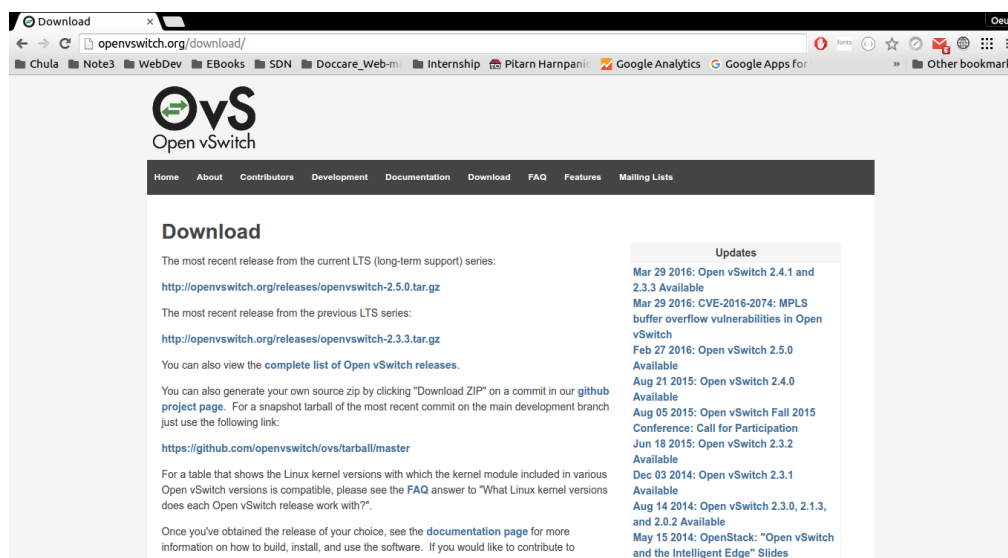 Download
Oeu
openvswitch.org/download/
fonts
Chula Note3 WebDev EBooks SDN Doccare_Web-ma Internship Pitarn Harnpanic Google Analytics Google Apps for » Other bookmark
OvS
Open vSwitch
Home About Contributors Development Documentation Download FAQ Features Mailing Lists
Download
The most recent release from the current LTS (long-term support) series:
http://openvswitch.org/releases/openvswitch-2.5.0.tar.gz
The most recent release from the previous LTS series:
http://openvswitch.org/releases/openvswitch-2.3.3.tar.gz
You can also view the complete list of Open vSwitch releases.
You can also generate your own source zip by clicking "Download ZIP" on a commit in our github
project page. For a snapshot tarball of the most recent commit on the main development branch
just use the following link:
https://github.com/openvswitch/ovs/tarball/master
For a table that shows the Linux kernel versions with which the kernel module included in various
Open vSwitch versions is compatible, please see the FAQ answer to "What Linux kernel versions
does each Open vSwitch release work with?".
Once you've obtained the release of your choice, see the documentation page for more
information on how to build, install, and use the software. If you would like to contribute to
Updates
Mar 29 2016: Open vSwitch 2.4.1 and
2.3.3 Available
Mar 29 2016: CVE-2016-2074: MPLS
buffer overflow vulnerabilities in Open
vSwitch
Feb 27 2016: Open vSwitch 2.5.0
Available
Aug 21 2015: Open vSwitch 2.4.0
Available
Aug 05 2015: Open vSwitch Fall 2015
Conference: Call for Participation
Jun 18 2015: Open vSwitch 2.3.2
Available
Dec 03 2014: Open vSwitch 2.3.1
Available
Aug 14 2014: Open vSwitch 2.3.0, 2.1.3,
and 2.0.2 Available
May 15 2014: OpenStack: "Open vSwitch
and the Intelligent Edge" Slides